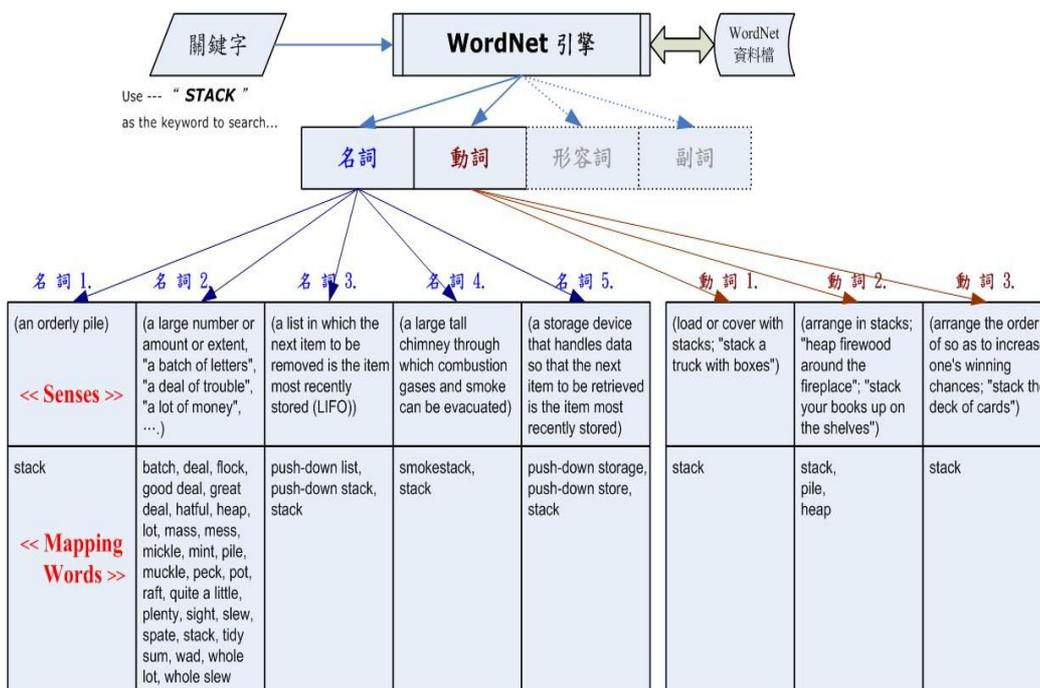 關鍵字
WordNet 引擎
WordNet
資料檔
Use --- “ STACK ”
as the keyword to search...
名詞
動詞
形容詞
副詞
名 詞 1.
名 詞 2.
名 詞 3.
名 詞 4.
名 詞 5.
動 詞 1.
動 詞 2.
動 詞 3.
(an orderly pile)
<< Senses >>
(a large number or
amount or extent,
"a batch of letters",
"a deal of trouble",
"a lot of money",
….)
(a list in which the
next item to be
removed is the item
most recently
stored (LIFO))
(a large tall
chimney through
which combustion
gases and smoke
can be evacuated)
(a storage device
that handles data
so that the next
item to be retrieved
is the item most
recently stored)
(load or cover with
stacks; "stack a
truck with boxes")
(arrange in stacks;
"heap firewood
around the
fireplace"; "stack
your books up on
the shelves")
(arrange the order
of so as to increase
one's winning
chances; "stack the
deck of cards")
stack
<< Mapping
Words >>
batch, deal, flock,
good deal, great
deal, hatful, heap,
lot, mass, mess,
mickle, mint, pile,
muckle, peck, pot,
raft, quite a little,
plenty, sight, slew,
spate, stack, tidy
sum, wad, whole
lot, whole slew
push-down list,
push-down stack,
stack
smokestack,
stack
push-down storage,
push-down store,
stack
stack
stack,
pile,
heap
stack